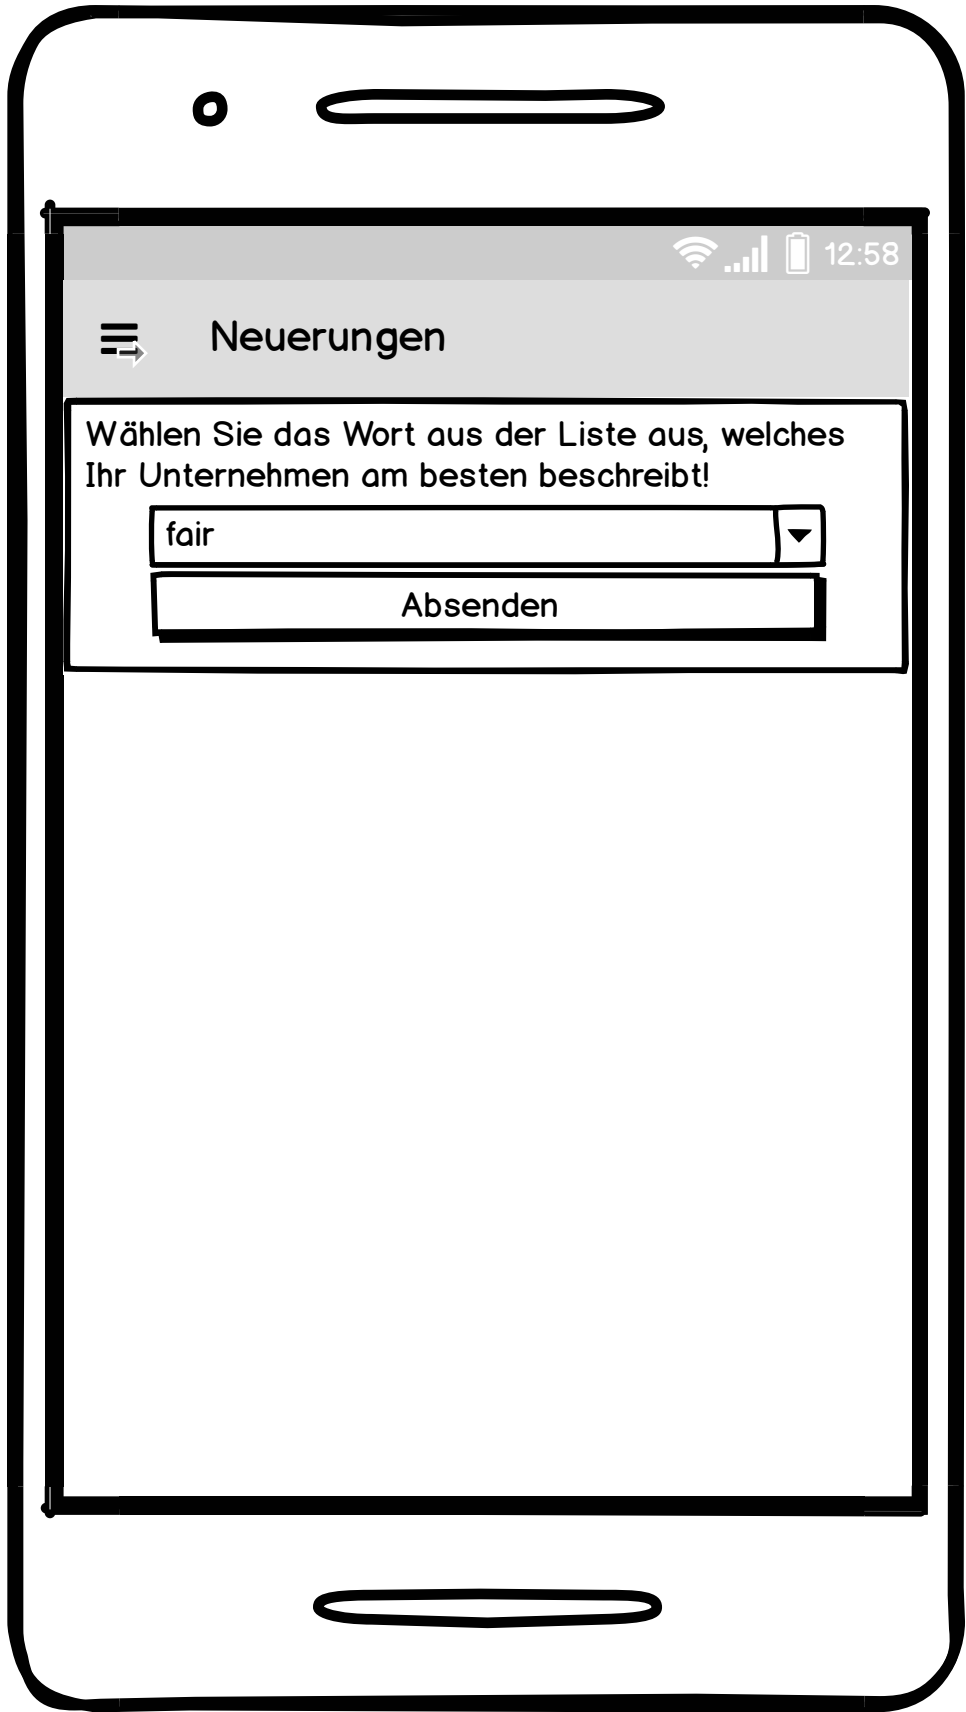 12:58
Neuerungen
Wählen Sie das Wort aus der Liste aus, welches
Ihr Unternehmen am besten beschreibt!
fair
Absenden